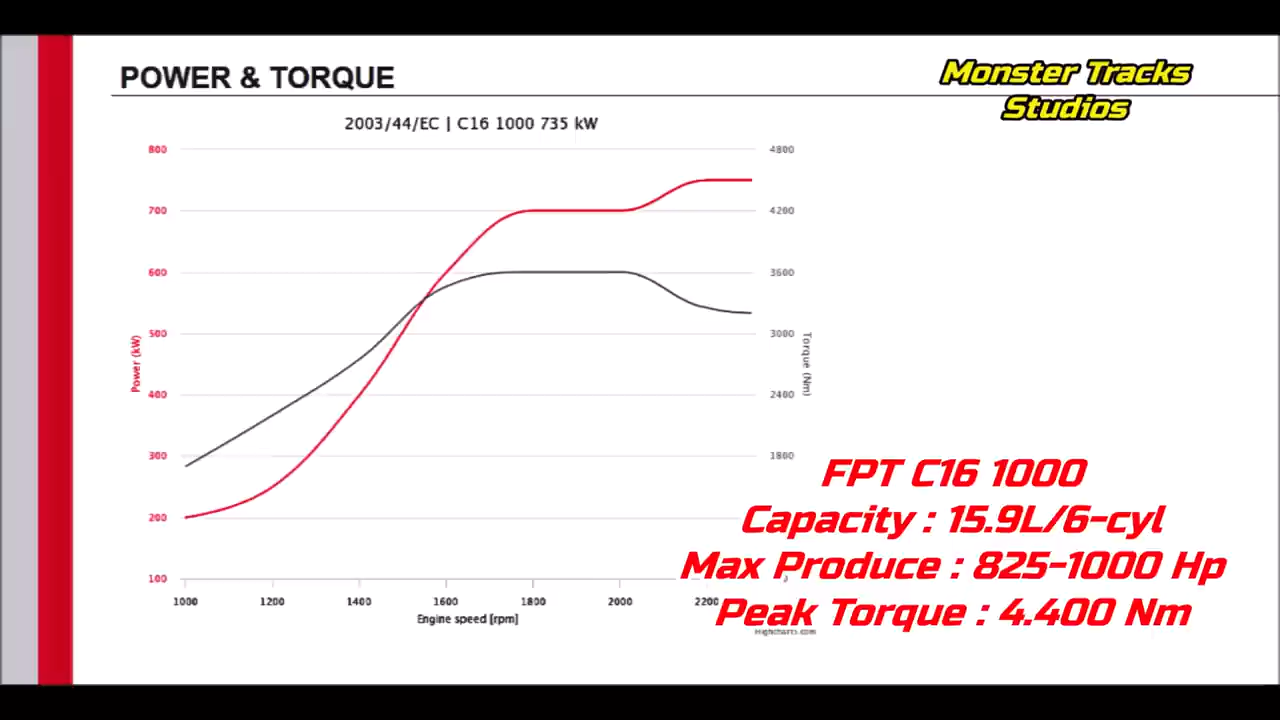 Monster Tracks
Studios
POWER & TORQUE
2003/44/EC | C16 1000 735 kW
800
700
600
500
400
300
200
100
Power (kW)
4800
4200
3600
3000
2400
1800
Torque (Nm)
1000 1200 1400 1600 1800 2000 2200
Engine speed [rpm]
FPT C16 1000
Capacity : 15.9L/6-cyl
Max Produce : 825-1000 Hp
Peak Torque : 4.400 Nm
Highcharts.com